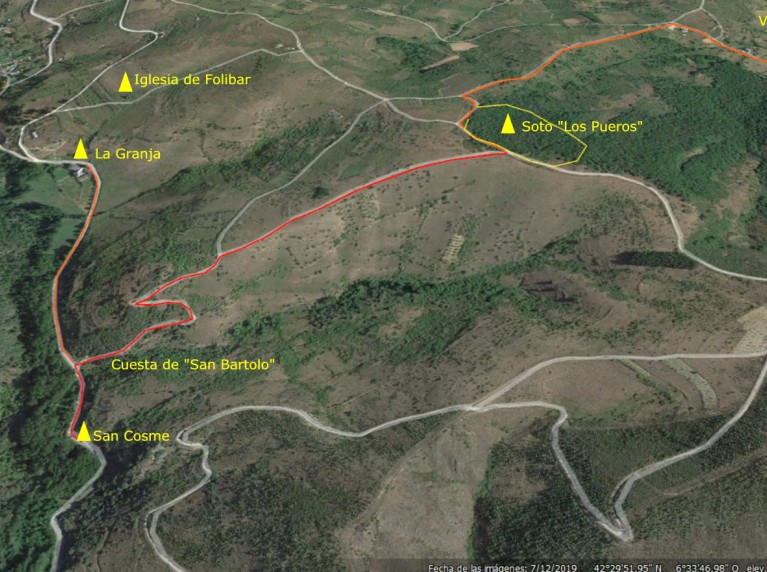 V
Iglesia de Folibar
Soto "Los Pueros"
La Granja
Cuesta de "San Bartolo"
San Cosme
Fecha de las imágenes: 7/12/2019 42°29'51.95" N 6°33'46.98" O elev